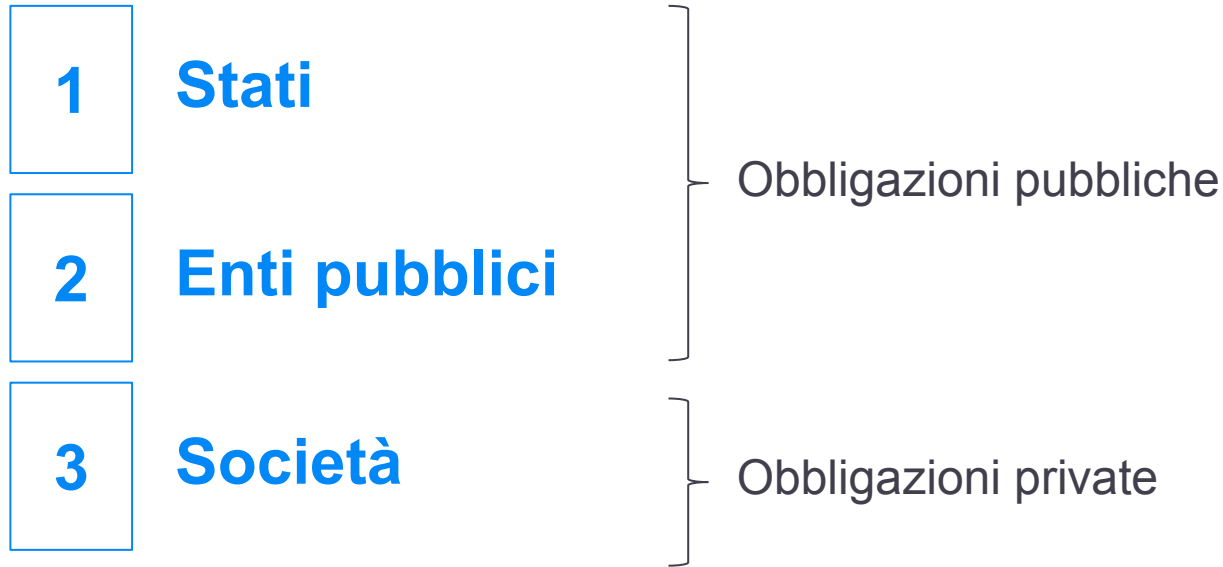 1 Stati
2 Enti pubblici
Obbligazioni pubbliche
3 Società
Obbligazioni private